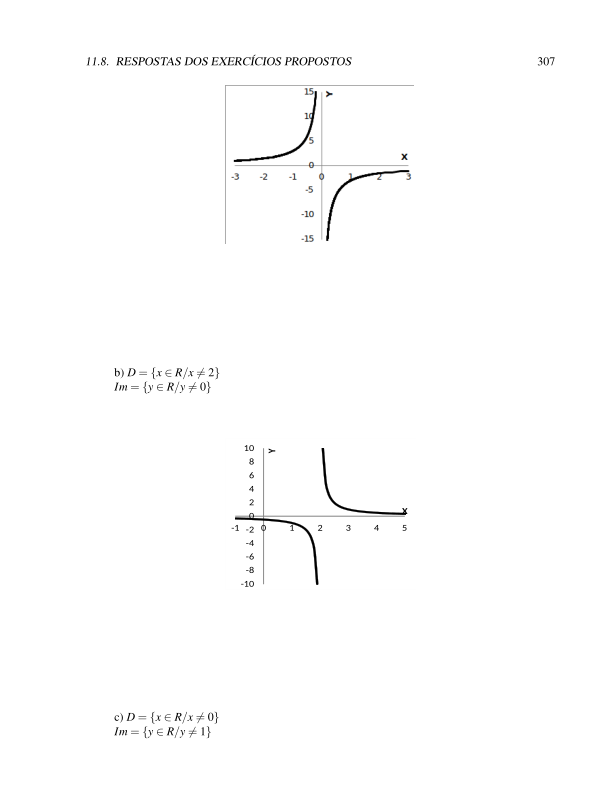 11.8. RESPOSTAS DOS EXERCÍCIOS PROPOSTOS 307
15
Y
10
5
X
0
-3 -2 -1 0 1 2 3
-5
-10
-15
b) D = {x ∈ R/x ≠ 2}
Im = {y ∈ R/y ≠ 0}
10
Y
8
6
4
2
X
0
-1 0 1 2 3 4 5
-2
-4
-6
-8
-10
c) D = {x ∈ R/x ≠ 0}
Im = {y ∈ R/y ≠ 1}